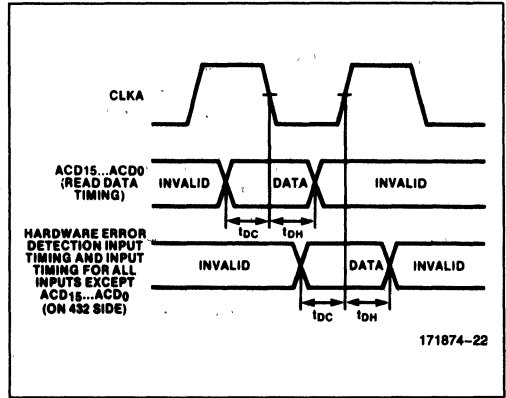 CLKA
ACD15...ACD0
(READ DATA
TIMING)
INVALID
DATA
INVALID
tDC
tDH
HARDWARE ERROR
DETECTION INPUT
TIMING AND INPUT
TIMING FOR ALL
INPUTS EXCEPT
ACD15...ACD0
(ON 432 SIDE)
INVALID
DATA
INVALID
tDC
tDH
171874–22